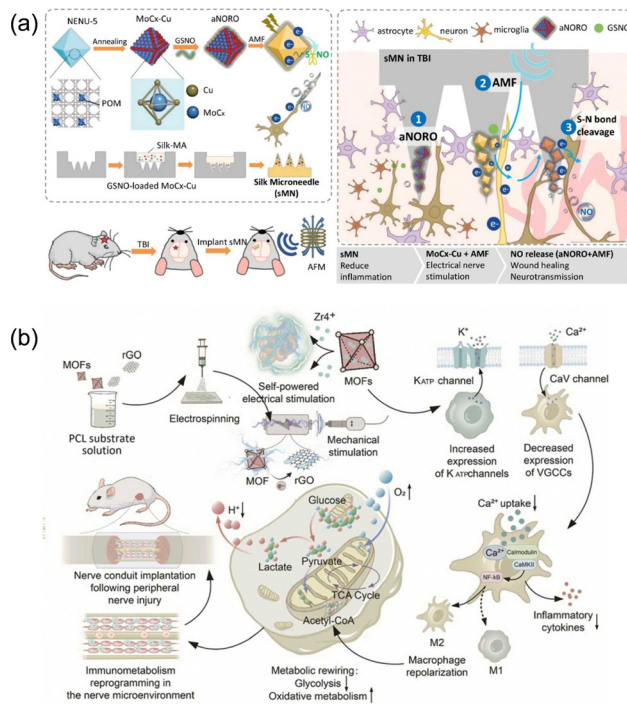 (a)
NENU-5
MoCx-Cu
aNORO
Annealing
GSNO
AMF
e-
S-NO
POM
Cu
MoCx
NO
Silk-MA
GSNO-loaded MoCx-Cu
Silk Microneedle
(sMN)
TBI
Implant sMN
AFM
astrocyte
neuron
microglia
aNORO
GSNO
sMN in TBI
2 AMF
1
aNORO
3
S-N bond
cleavage
e-
NO
sMN
Reduce
inflammation
MoCx-Cu + AMF
Electrical nerve
stimulation
NO release (aNORO+AMF)
Wound healing
Neurotransmission
(b)
MOFs
rGO
PCL substrate
solution
Electrospinning
Zr4+
Self-powered
electrical stimulation
MOFs
Mechanical
stimulation
MOF
e-
rGO
K+
KATP channel
Increased
expression
of K ATPchannels
Ca2+
CaV channel
Decreased
expression
of VGCCs
Nerve conduit implantation
following peripheral
nerve injury
Immunometabolism
reprogramming in
the nerve microenvironment
H+
O2
Glucose
Lactate
Pyruvate
TCA Cycle
Acetyl-CoA
Metabolic rewiring:
Glycolysis
Oxidative metabolism
Ca2+ uptake
Ca2+
Calmodulin
CaMKII
NF-kB
Inflammatory
cytokines
M2
M1
Macrophage
repolarization